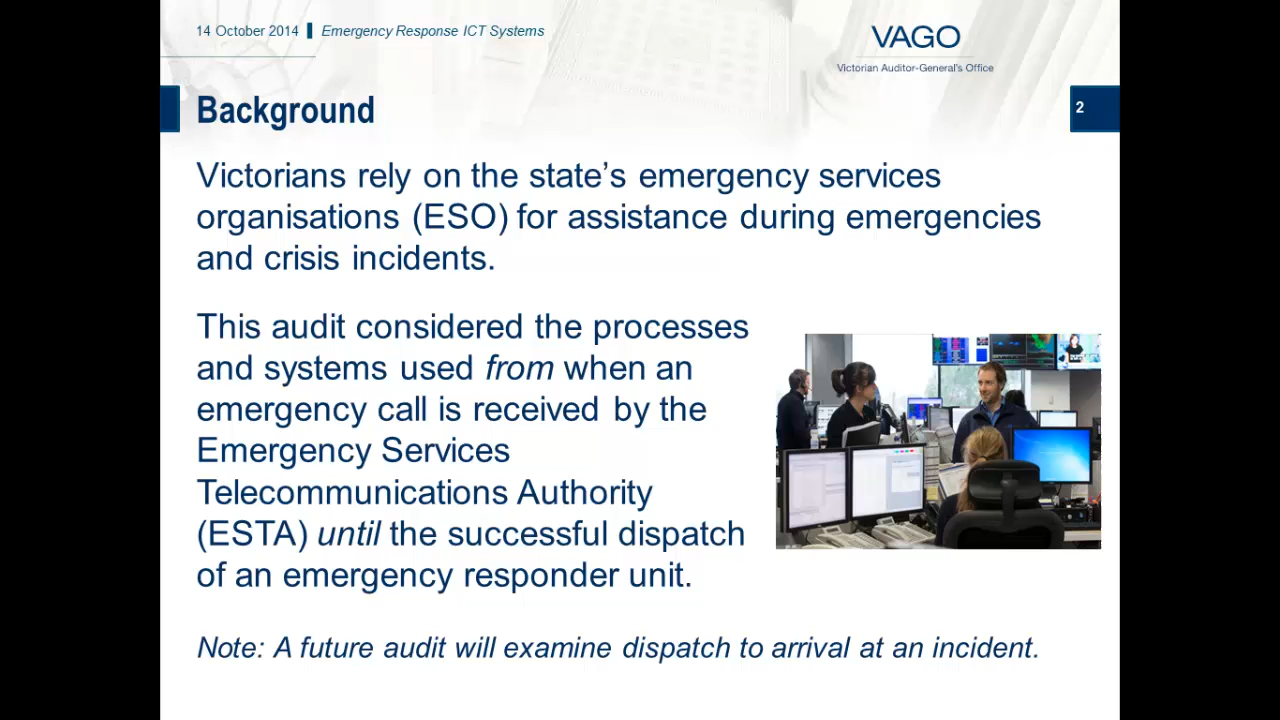 14 October 2014 Emergency Response ICT Systems
VAGO
Victorian Auditor-General's Office
Background
2
Victorians rely on the state's emergency services
organisations (ESO) for assistance during emergencies
and crisis incidents.
This audit considered the processes
and systems used from when an
emergency call is received by the
Emergency Services
Telecommunications Authority
(ESTA) until the successful dispatch
of an emergency responder unit.
Note: A future audit will examine dispatch to arrival at an incident.